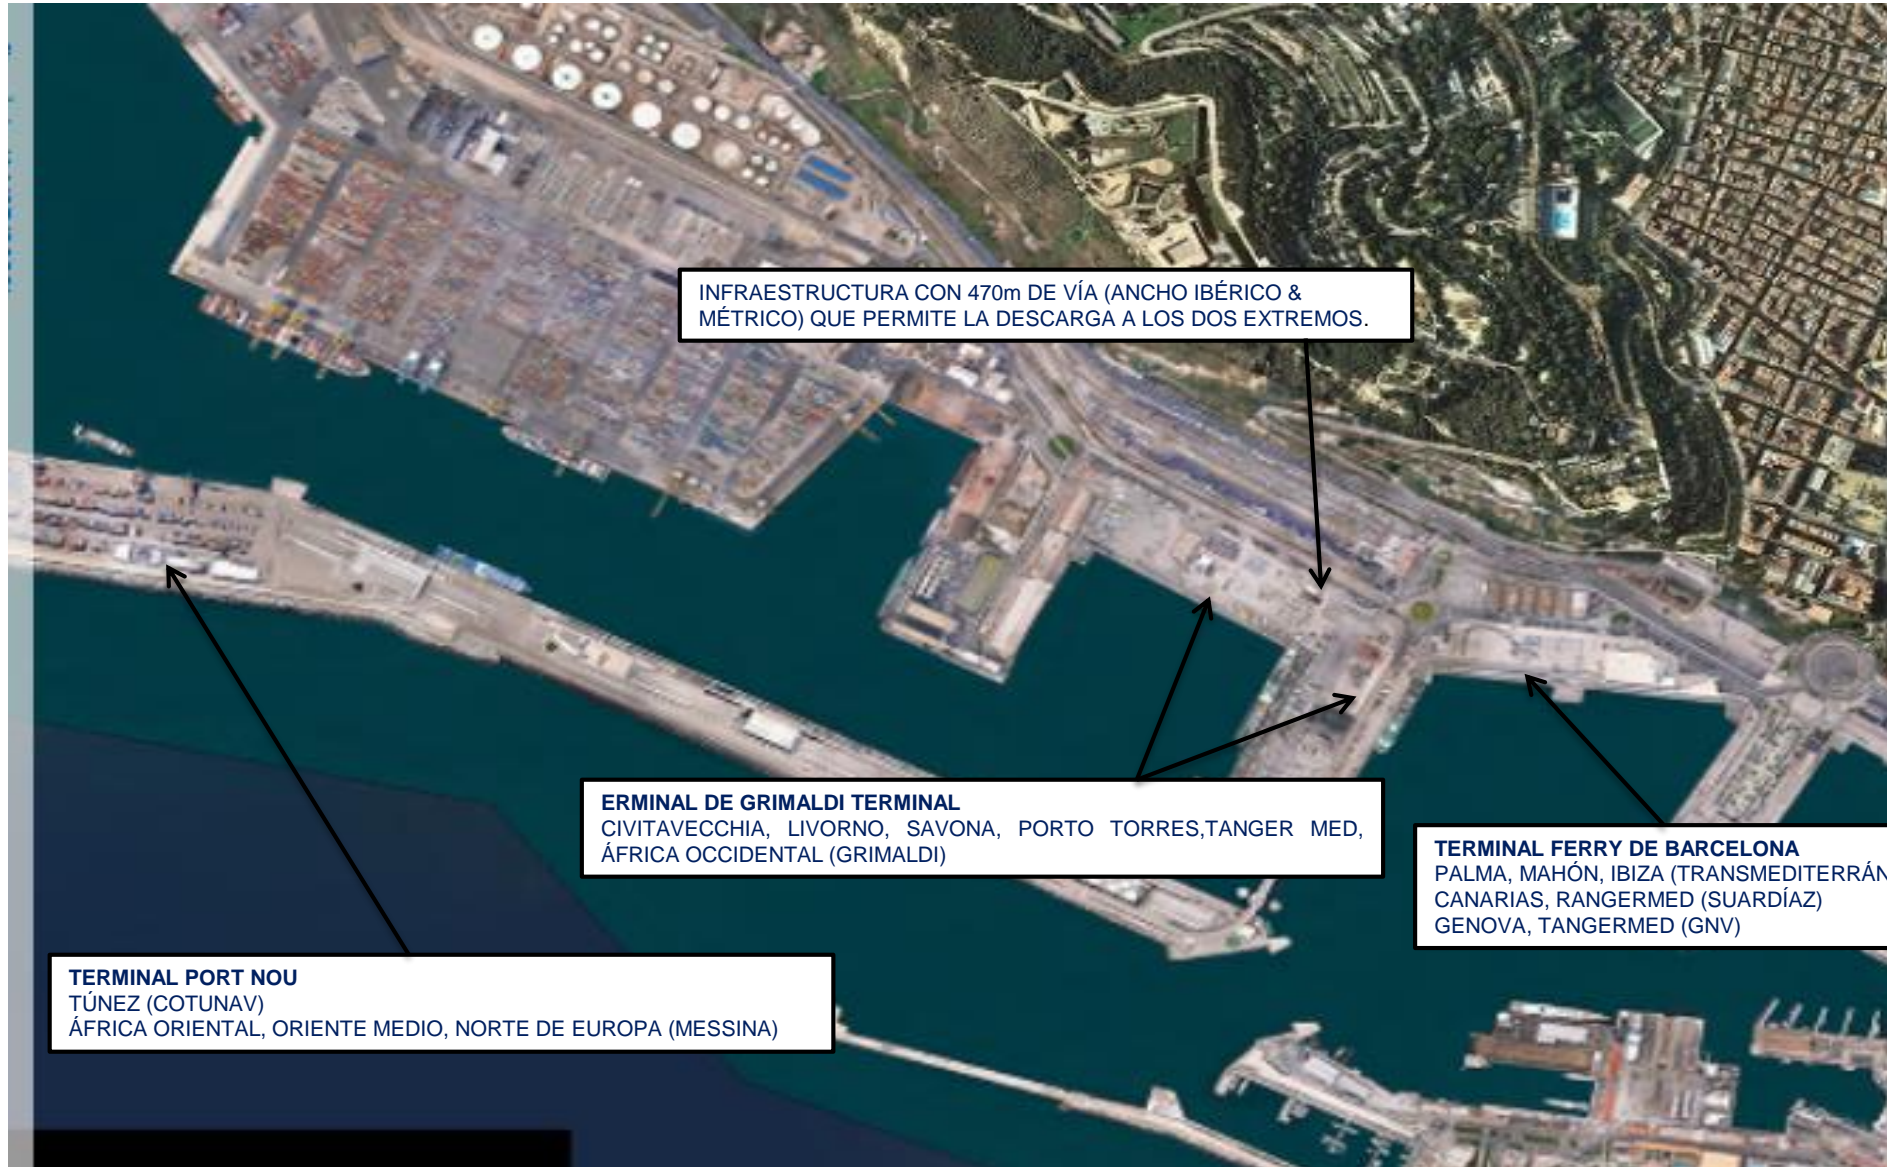 INFRAESTRUCTURA CON 470m DE VÍA (ANCHO IBÉRICO &
MÉTRICO) QUE PERMITE LA DESCARGA A LOS DOS EXTREMOS.
ERMINAL DE GRIMALDI TERMINAL
CIVITAVECCHIA, LIVORNO, SAVONA, PORTO TORRES,TANGER MED,
ÁFRICA OCCIDENTAL (GRIMALDI)
TERMINAL FERRY DE BARCELONA
PALMA, MAHÓN, IBIZA (TRANSMEDITERRÁN
CANARIAS, RANGERMED (SUARDÍAZ)
GENOVA, TANGERMED (GNV)
TERMINAL PORT NOU
TÚNEZ (COTUNAV)
ÁFRICA ORIENTAL, ORIENTE MEDIO, NORTE DE EUROPA (MESSINA)